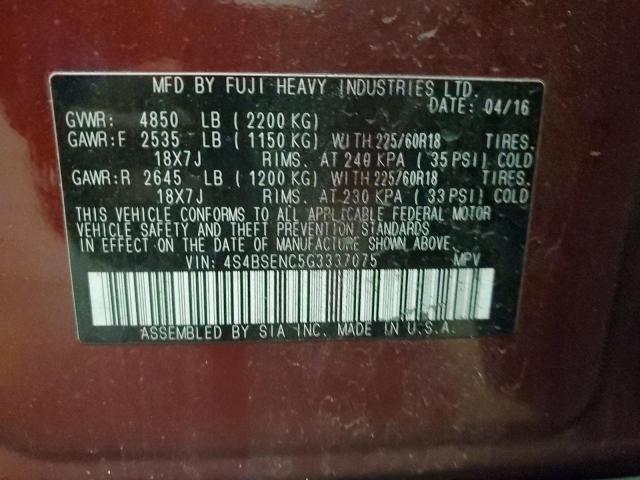 MFD BY FUJI HEAVY INDUSTRIES LTD.
DATE: 04/16
GVWR: 4850 LB (2200 KG)
GAWR:F 2535 LB (1150 KG) WITH 225/60R18 TIRES.
18X7J RIMS. AT 240 KPA (35 PSI) COLD
GAWR:R 2645 LB (1200 KG) WITH 225/60R18 TIRES.
18X7J RIMS. AT 230 KPA (33 PSI) COLD
THIS VEHICLE CONFORMS TO ALL APPLICABLE FEDERAL MOTOR
VEHICLE SAFETY AND THEFT PREVENTION STANDARDS
IN EFFECT ON THE DATE OF MANUFACTURE SHOWN ABOVE.
VIN: 4S4BSENC5G3337075 MPV
ASSEMBLED BY SIA INC. MADE IN U.S.A.